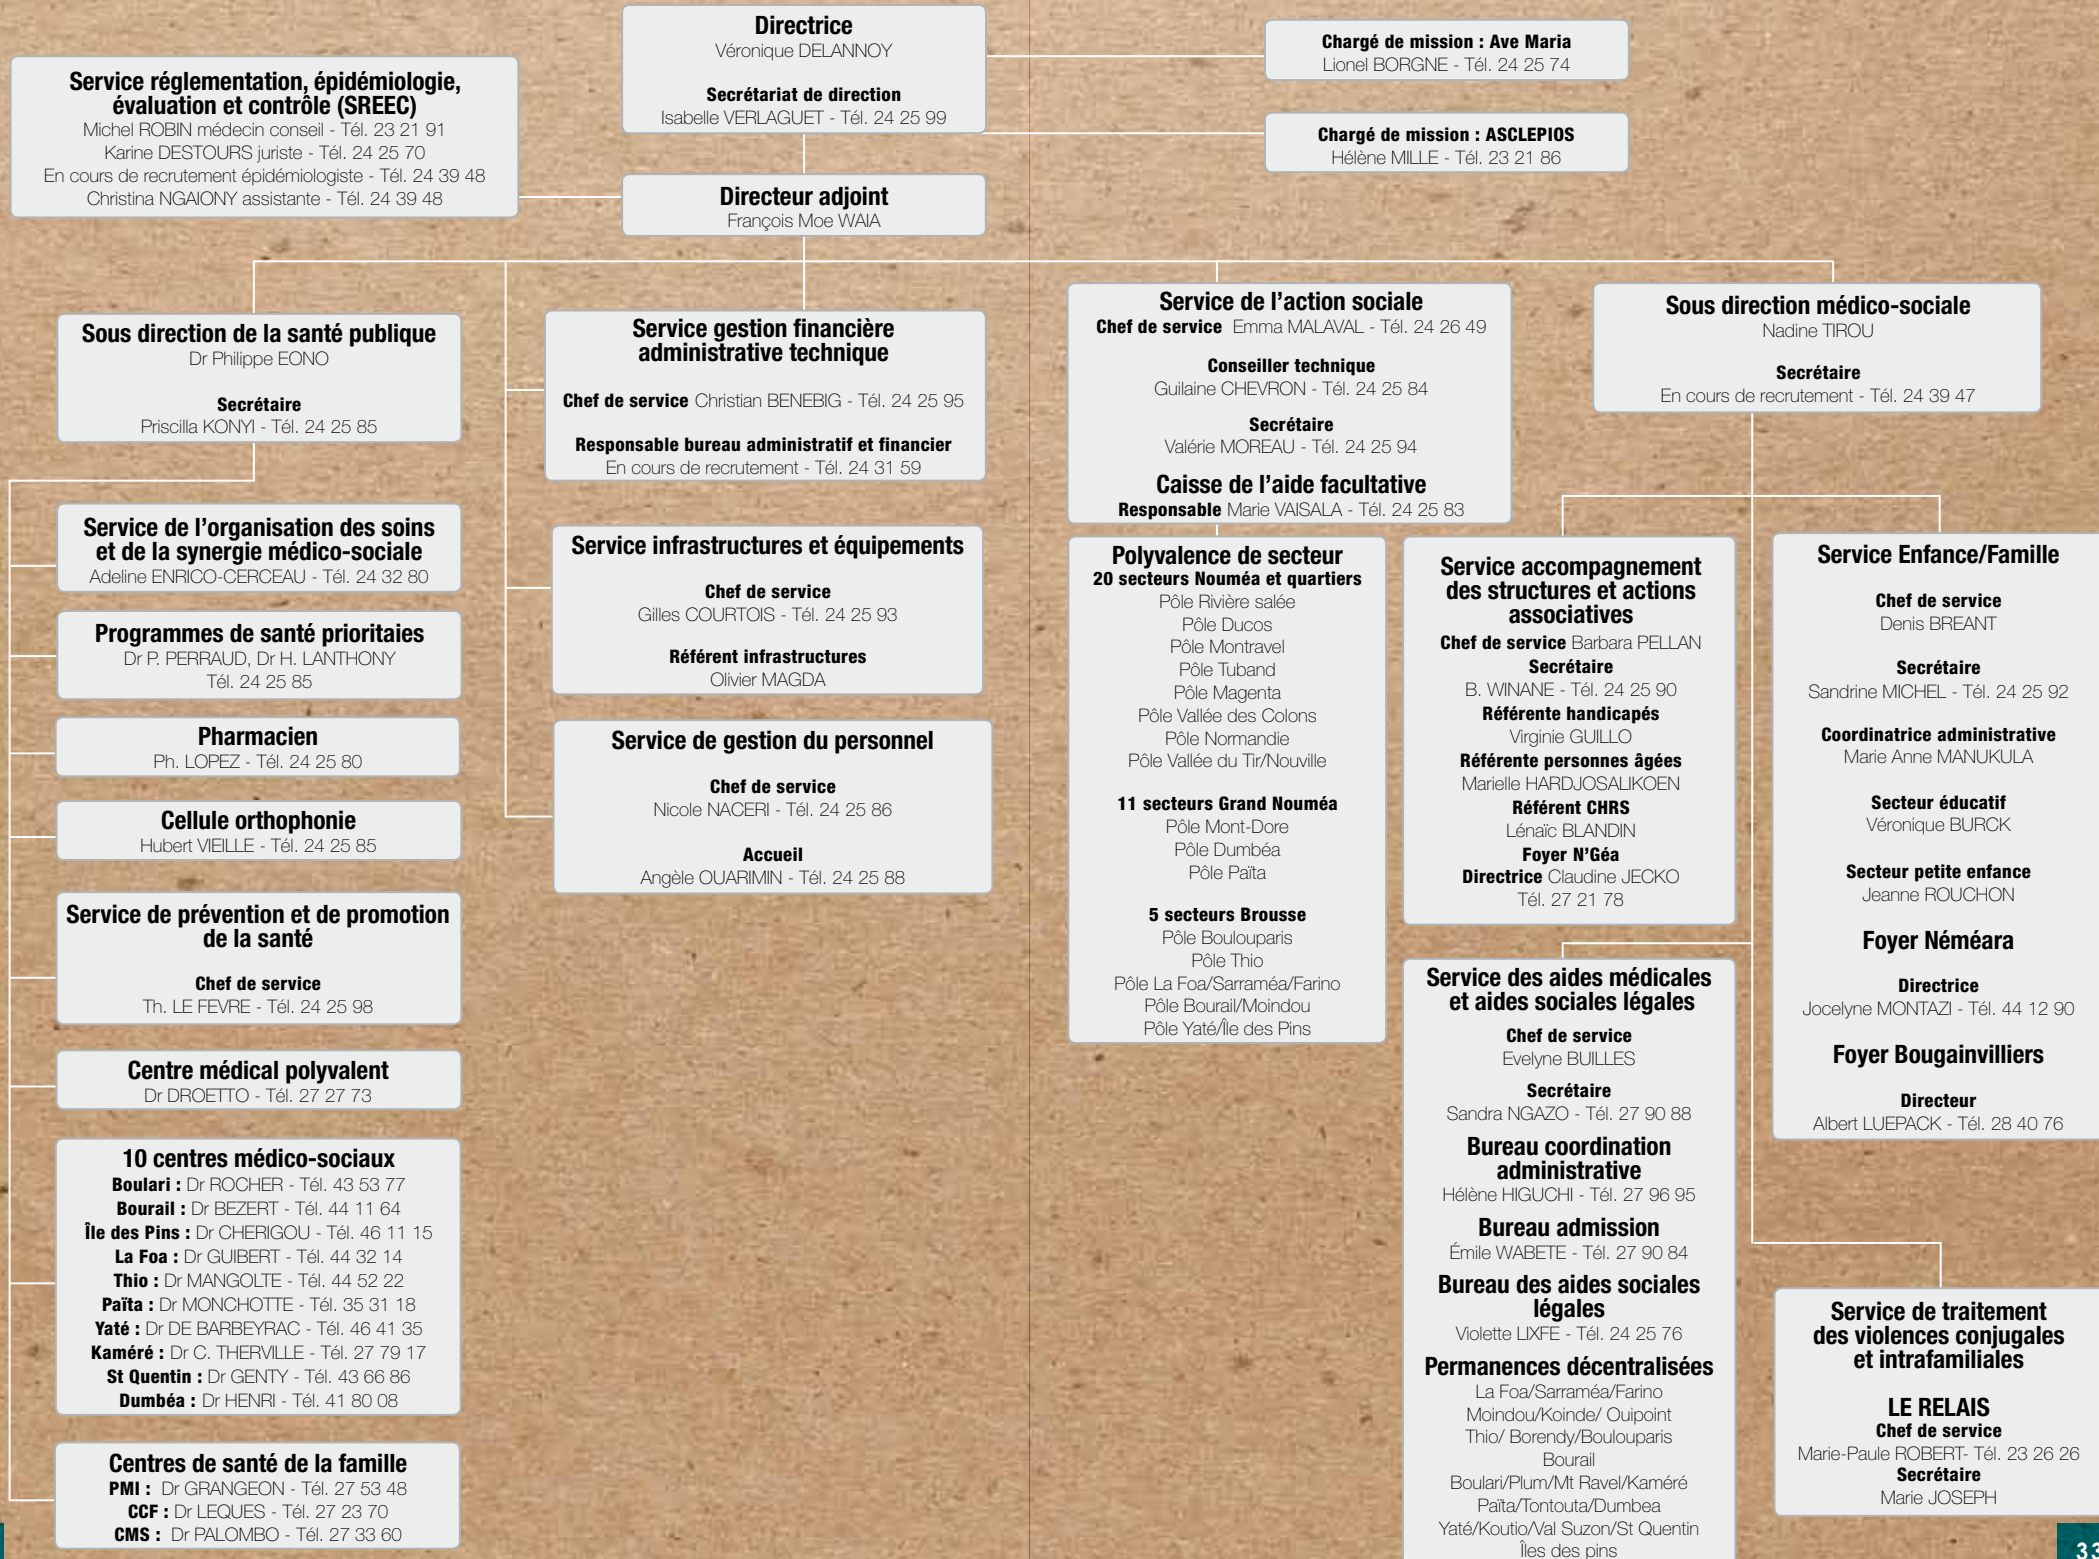 Directrice
Véronique DELANNOY
Secrétariat de direction
Isabelle VERLAGUET - Tél. 24 25 99
Chargé de mission : Ave Maria
Lionel BORGNE - Tél. 24 25 74
Chargé de mission : ASCLEPIOS
Hélène MILLE - Tél. 23 21 86
Service réglementation, épidémiologie,
évaluation et contrôle (SREEC)
Michel ROBIN médecin conseil - Tél. 23 21 91
Karine DESTOURS juriste - Tél. 24 25 70
En cours de recrutement épidémiologiste - Tél. 24 39 48
Christina NGAIONY assistante - Tél. 24 39 48
Directeur adjoint
François Moe WAIA
Sous direction de la santé publique
Dr Philippe EONO
Secrétaire
Priscilla KONYI - Tél. 24 25 85
Service de l'organisation des soins
et de la synergie médico-sociale
Adeline ENRICO-CERCEAU - Tél. 24 32 80
Programmes de santé prioritaies
Dr P. PERRAUD, Dr H. LANTHONY
Tél. 24 25 85
Pharmacien
Ph. LOPEZ - Tél. 24 25 80
Cellule orthophonie
Hubert VIEILLE - Tél. 24 25 85
Service de prévention et de promotion
de la santé
Chef de service
Th. LE FEVRE - Tél. 24 25 98
Centre médical polyvalent
Dr DROETTO - Tél. 27 27 73
10 centres médico-sociaux
Boulari : Dr ROCHER - Tél. 43 53 77
Bourail : Dr BEZERT - Tél. 44 11 64
Île des Pins : Dr CHERIGOU - Tél. 46 11 15
La Foa : Dr GUIBERT - Tél. 44 32 14
Thio : Dr MANGOLTE - Tél. 44 52 22
Païta : Dr MONCHOTTE - Tél. 35 31 18
Yaté : Dr DE BARBEYRAC - Tél. 46 41 35
Kaméré : Dr C. THERVILLE - Tél. 27 79 17
St Quentin : Dr GENTY - Tél. 43 66 86
Dumbéa : Dr HENRI - Tél. 41 80 08
Centres de santé de la famille
PMI : Dr GRANGEON - Tél. 27 53 48
CCF : Dr LEQUES - Tél. 27 23 70
CMS : Dr PALOMBO - Tél. 27 33 60
Service gestion financière
administrative technique
Chef de service Christian BENEBIG - Tél. 24 25 95
Responsable bureau administratif et financier
En cours de recrutement - Tél. 24 31 59
Service infrastructures et équipements
Chef de service
Gilles COURTOIS - Tél. 24 25 93
Référent infrastructures
Olivier MAGDA
Service de gestion du personnel
Chef de service
Nicole NACERI - Tél. 24 25 86
Accueil
Angèle OUARIMIN - Tél. 24 25 88
Service de l'action sociale
Chef de service Emma MALAVAL - Tél. 24 26 49
Conseiller technique
Guilaine CHEVRON - Tél. 24 25 84
Secrétaire
Valérie MOREAU - Tél. 24 25 94
Caisse de l'aide facultative
Responsable Marie VAISALA - Tél. 24 25 83
Polyvalence de secteur
20 secteurs Nouméa et quartiers
Pôle Rivière salée
Pôle Ducos
Pôle Montravel
Pôle Tuband
Pôle Magenta
Pôle Vallée des Colons
Pôle Normandie
Pôle Vallée du Tir/Nouville
11 secteurs Grand Nouméa
Pôle Mont-Dore
Pôle Dumbéa
Pôle Païta
5 secteurs Brousse
Pôle Boulouparis
Pôle Thio
Pôle La Foa/Sarraméa/Farino
Pôle Bourail/Moindou
Pôle Yaté/Île des Pins
Sous direction médico-sociale
Nadine TIROU
Secrétaire
En cours de recrutement - Tél. 24 39 47
Service accompagnement
des structures et actions
associatives
Chef de service Barbara PELLAN
Secrétaire
B. WINANE - Tél. 24 25 90
Référente handicapés
Virginie GUILLO
Référente personnes âgées
Marielle HARDJOSALIKOEN
Référent CHRS
Lénaïc BLANDIN
Foyer N'Géa
Directrice Claudine JECKO
Tél. 27 21 78
Service des aides médicales
et aides sociales légales
Chef de service
Evelyne BUILLES
Secrétaire
Sandra NGAZO - Tél. 27 90 88
Bureau coordination
administrative
Hélène HIGUCHI - Tél. 27 96 95
Bureau admission
Émile WABETE - Tél. 27 90 84
Bureau des aides sociales
légales
Violette LIXFE - Tél. 24 25 76
Permanences décentralisées
La Foa/Sarraméa/Farino
Moindou/Koinde/ Ouipoint
Thio/ Borendy/Boulouparis
Bourail
Boulari/Plum/Mt Ravel/Kaméré
Païta/Tontouta/Dumbea
Yaté/Koutio/Val Suzon/St Quentin
Îles des pins
Service Enfance/Famille
Chef de service
Denis BREANT
Secrétaire
Sandrine MICHEL - Tél. 24 25 92
Coordinatrice administrative
Marie Anne MANUKULA
Secteur éducatif
Véronique BURCK
Secteur petite enfance
Jeanne ROUCHON
Foyer Néméara
Directrice
Jocelyne MONTAZI - Tél. 44 12 90
Foyer Bougainvilliers
Directeur
Albert LUEPACK - Tél. 28 40 76
Service de traitement
des violences conjugales
et intrafamiliales
LE RELAIS
Chef de service
Marie-Paule ROBERT- Tél. 23 26 26
Secrétaire
Marie JOSEPH
33